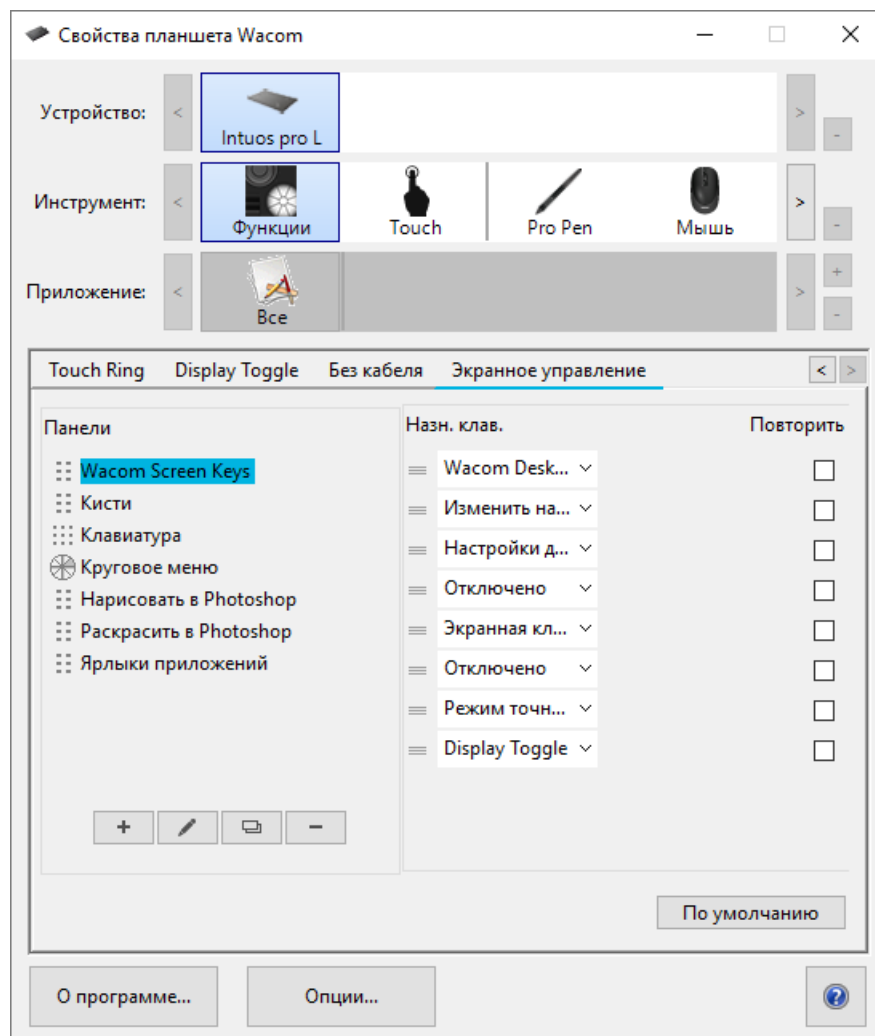 Свойства планшета Wacom
Устройство:
<
Intuos pro L
>
-
Инструмент:
<
Функции
Touch
Pro Pen
Мышь
>
-
Приложение:
<
Все
>
+
-
Touch Ring
Display Toggle
Без кабеля
Экранное управление
<
>
Панели
Wacom Screen Keys
Кисти
Клавиатура
Круговое меню
Нарисовать в Photoshop
Раскрасить в Photoshop
Ярлыки приложений
+
-
Назн. клав.
Повторить
Wacom Desk...
Изменить на...
Настройки д...
Отключено
Экранная кл...
Отключено
Режим точн...
Display Toggle
По умолчанию
О программе...
Опции...
?